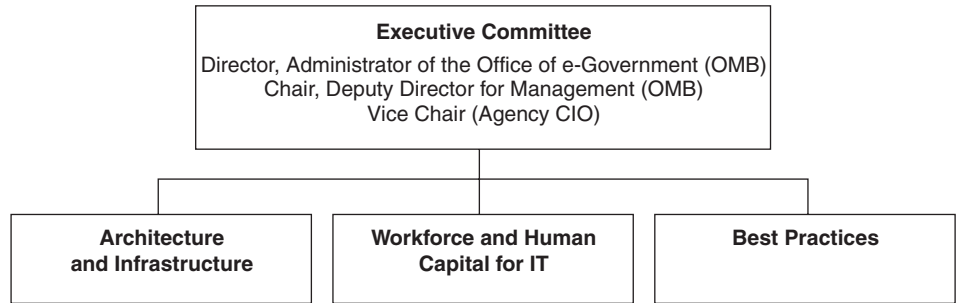 Executive Committee
Director, Administrator of the Office of e-Government (OMB)
Chair, Deputy Director for Management (OMB)
Vice Chair (Agency CIO)
Architecture
and Infrastructure
Workforce and Human
Capital for IT
Best Practices